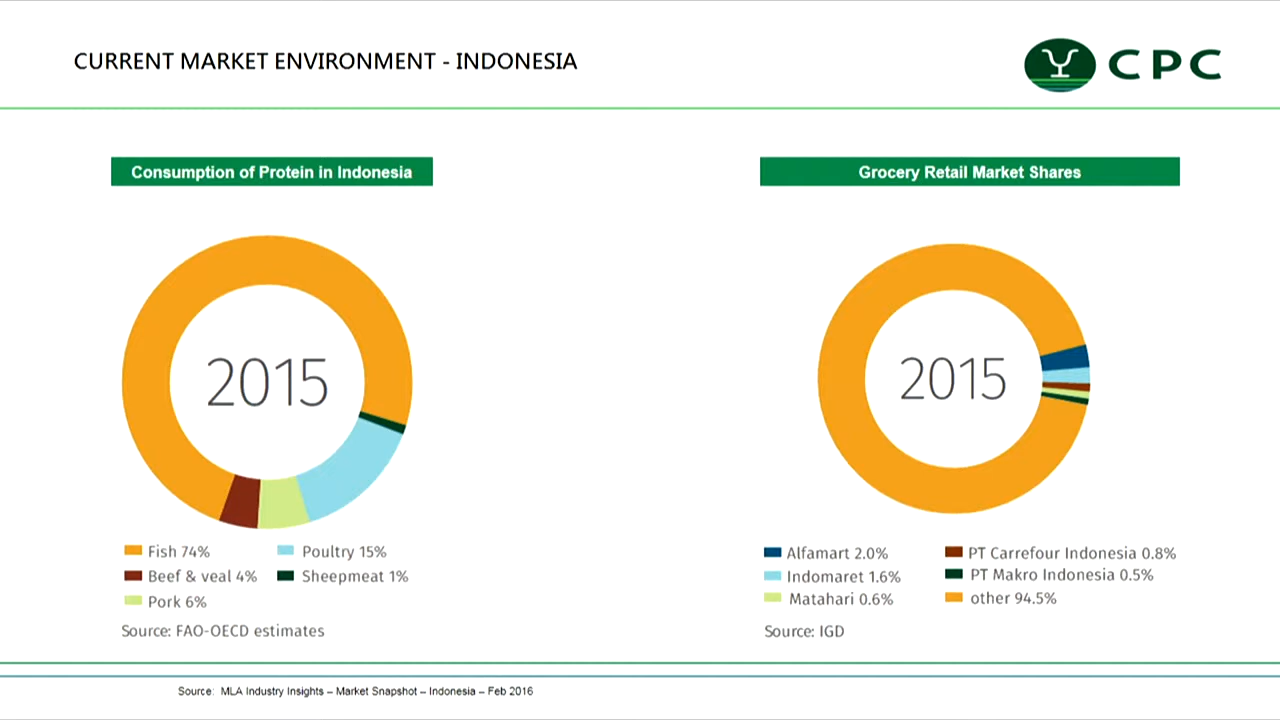 CURRENT MARKET ENVIRONMENT - INDONESIA
CPC
Consumption of Protein in Indonesia
2015
Fish 74%
Poultry 15%
Beef & veal 4%
Sheepmeat 1%
Pork 6%
Source: FAO-OECD estimates
Grocery Retail Market Shares
2015
Alfamart 2.0%
PT Carrefour Indonesia 0.8%
Indomaret 1.6%
PT Makro Indonesia 0.5%
Matahari 0.6%
other 94.5%
Source: IGD
Source: MLA Industry Insights – Market Snapshot – Indonesia – Feb 2016